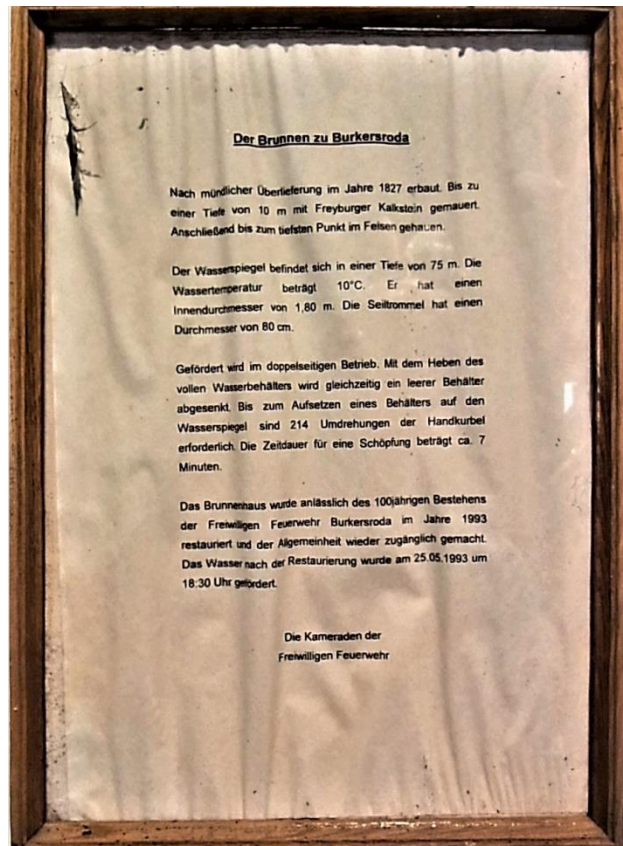 Der Brunnen zu Burkersroda
Nach mündlicher Überlieferung im Jahre 1827 erbaut. Bis zu
einer Tiefe von 10 m mit Freyburger Kalkstein gemauert.
Anschließend bis zum tiefsten Punkt im Felsen gehauen.
Der Wasserspiegel befindet sich in einer Tiefe von 75 m. Die
Wassertemperatur beträgt 10°C. Er hat einen
Innendurchmesser von 1,80 m. Die Seiltrommel hat einen
Durchmesser von 80 cm.
Gefördert wird im doppelseitigen Betrieb. Mit dem Heben des
vollen Wasserbehälters wird gleichzeitig ein leerer Behälter
abgesenkt. Bis zum Aufsetzen eines Behälters auf den
Wasserspiegel sind 214 Umdrehungen der Handkurbel
erforderlich. Die Zeitdauer für eine Schöpfung beträgt ca. 7
Minuten.
Das Brunnenhaus wurde anlässlich des 100jährigen Bestehens
der Freiwilligen Feuerwehr Burkersroda im Jahre 1993
restauriert und der Allgemeinheit wieder zugänglich gemacht.
Das Wasser nach der Restaurierung wurde am 25.05.1993 um
18:30 Uhr gefördert.
Die Kameraden der
Freiwilligen Feuerwehr